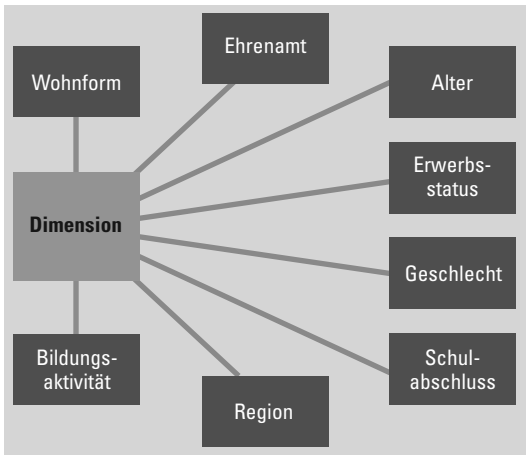 Ehrenamt
Wohnform
Alter
Erwerbs-
status
Dimension
Geschlecht
Bildungs-
aktivität
Schul-
abschluss
Region